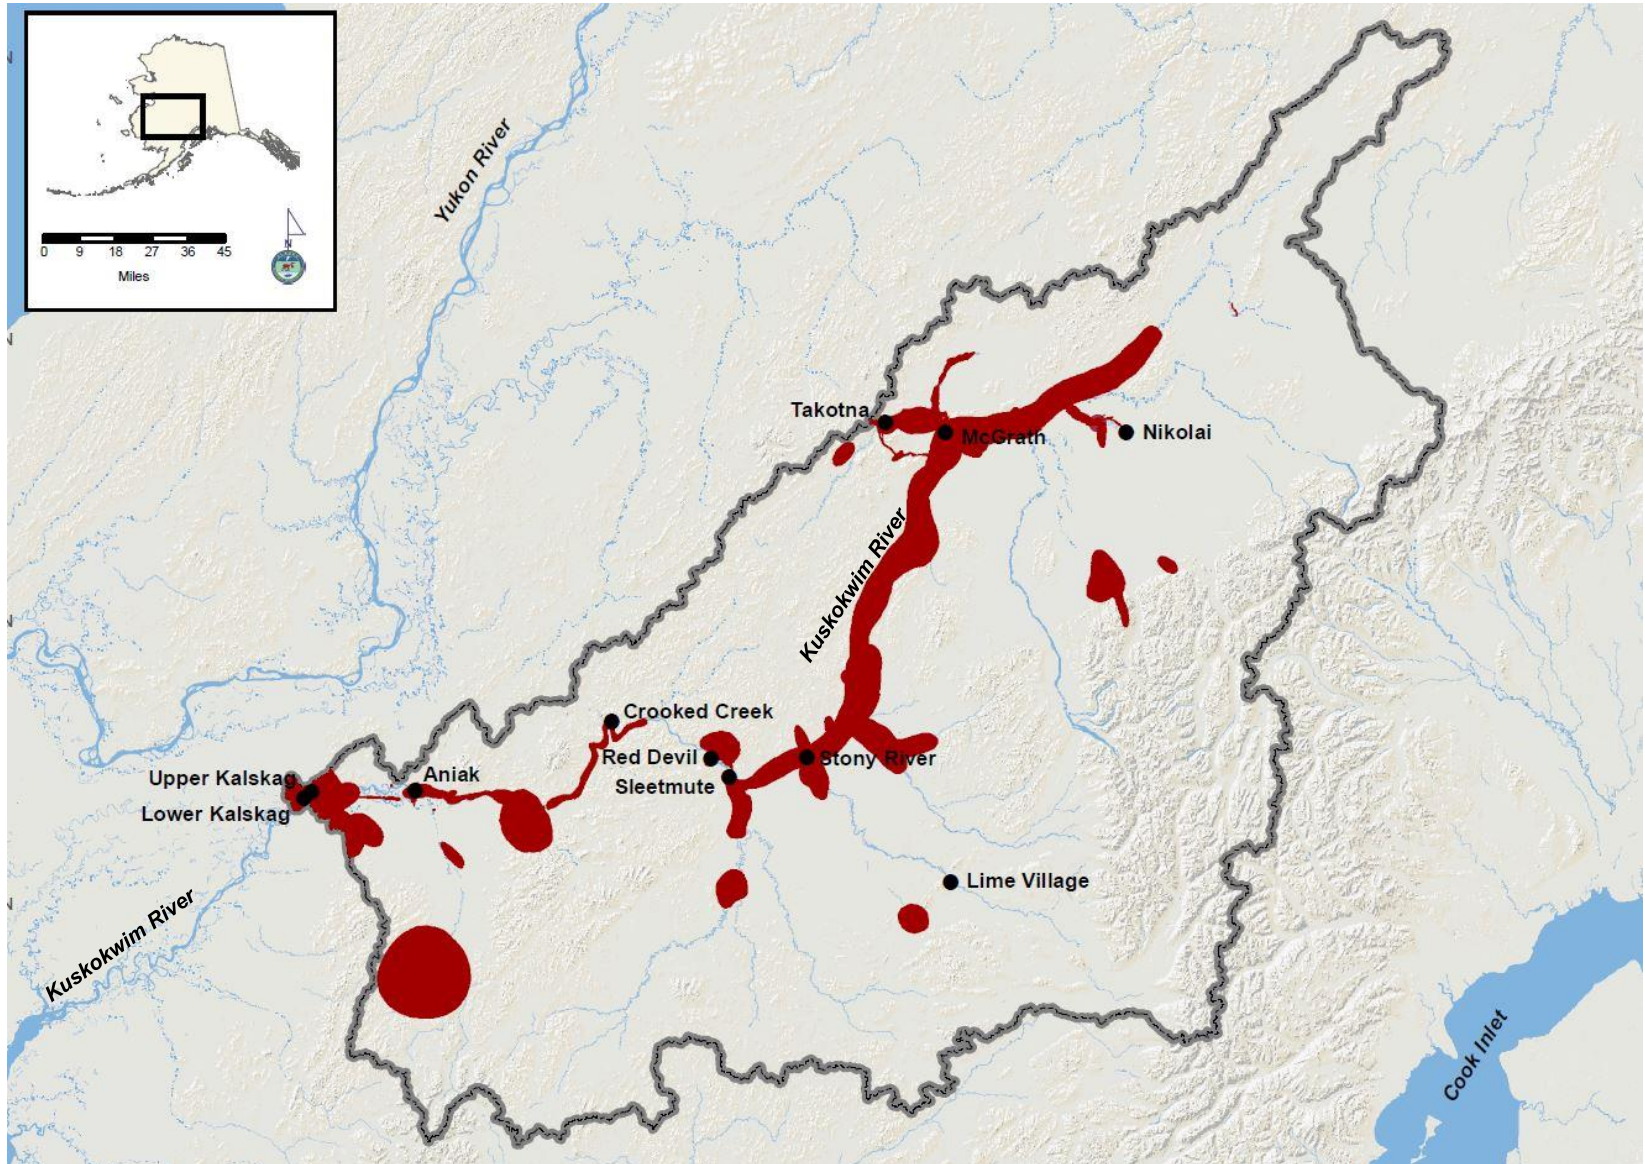 N
0 9 18 27 36 45
Miles
N
Yukon River
N
Takotna
McGrath
Nikolai
Kuskokwim River
N
Crooked Creek
Red Devil
Stony River
Sleetmute
Upper Kalskag
Aniak
Lower Kalskag
Lime Village
N
Kuskokwim River
Cook Inlet